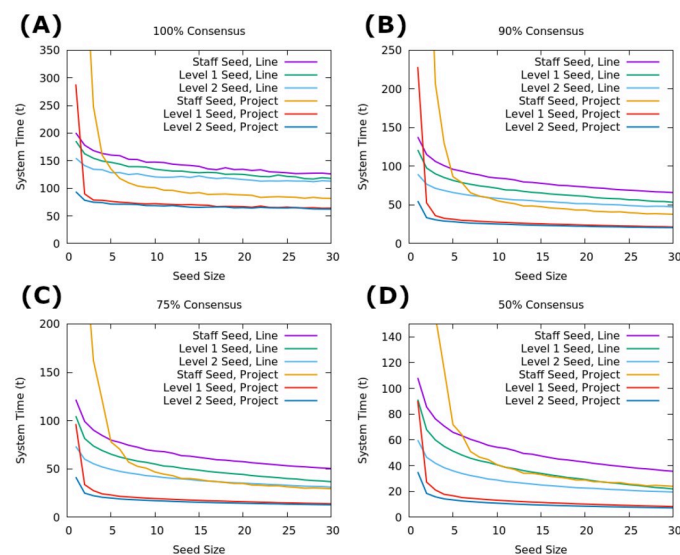 (A)
100% Consensus
System Time (t)
350
300
250
200
150
100
50
0
Staff Seed, Line
Level 1 Seed, Line
Level 2 Seed, Line
Staff Seed, Project
Level 1 Seed, Project
Level 2 Seed, Project
0 5 10 15 20 25 30
Seed Size
(B)
90% Consensus
System Time (t)
250
200
150
100
50
0
Staff Seed, Line
Level 1 Seed, Line
Level 2 Seed, Line
Staff Seed, Project
Level 1 Seed, Project
Level 2 Seed, Project
0 5 10 15 20 25 30
Seed Size
(C)
75% Consensus
System Time (t)
200
150
100
50
0
Staff Seed, Line
Level 1 Seed, Line
Level 2 Seed, Line
Staff Seed, Project
Level 1 Seed, Project
Level 2 Seed, Project
0 5 10 15 20 25 30
Seed Size
(D)
50% Consensus
System Time (t)
140
120
100
80
60
40
20
0
Staff Seed, Line
Level 1 Seed, Line
Level 2 Seed, Line
Staff Seed, Project
Level 1 Seed, Project
Level 2 Seed, Project
0 5 10 15 20 25 30
Seed Size